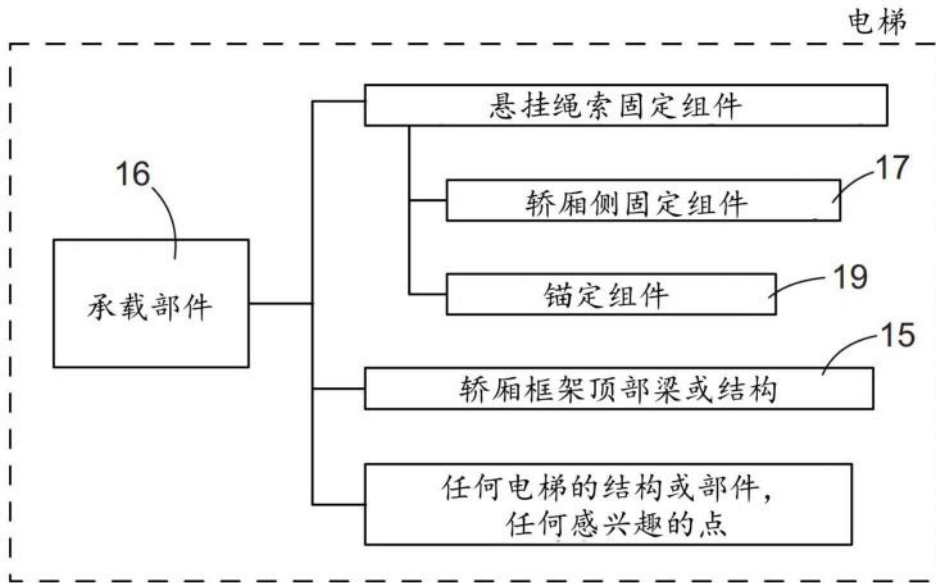 电梯
悬挂绳索固定组件
16
17
轿厢侧固定组件
承载部件
锚定组件
19
15
轿厢框架顶部梁或结构
任何电梯的结构或部件,
任何感兴趣的点